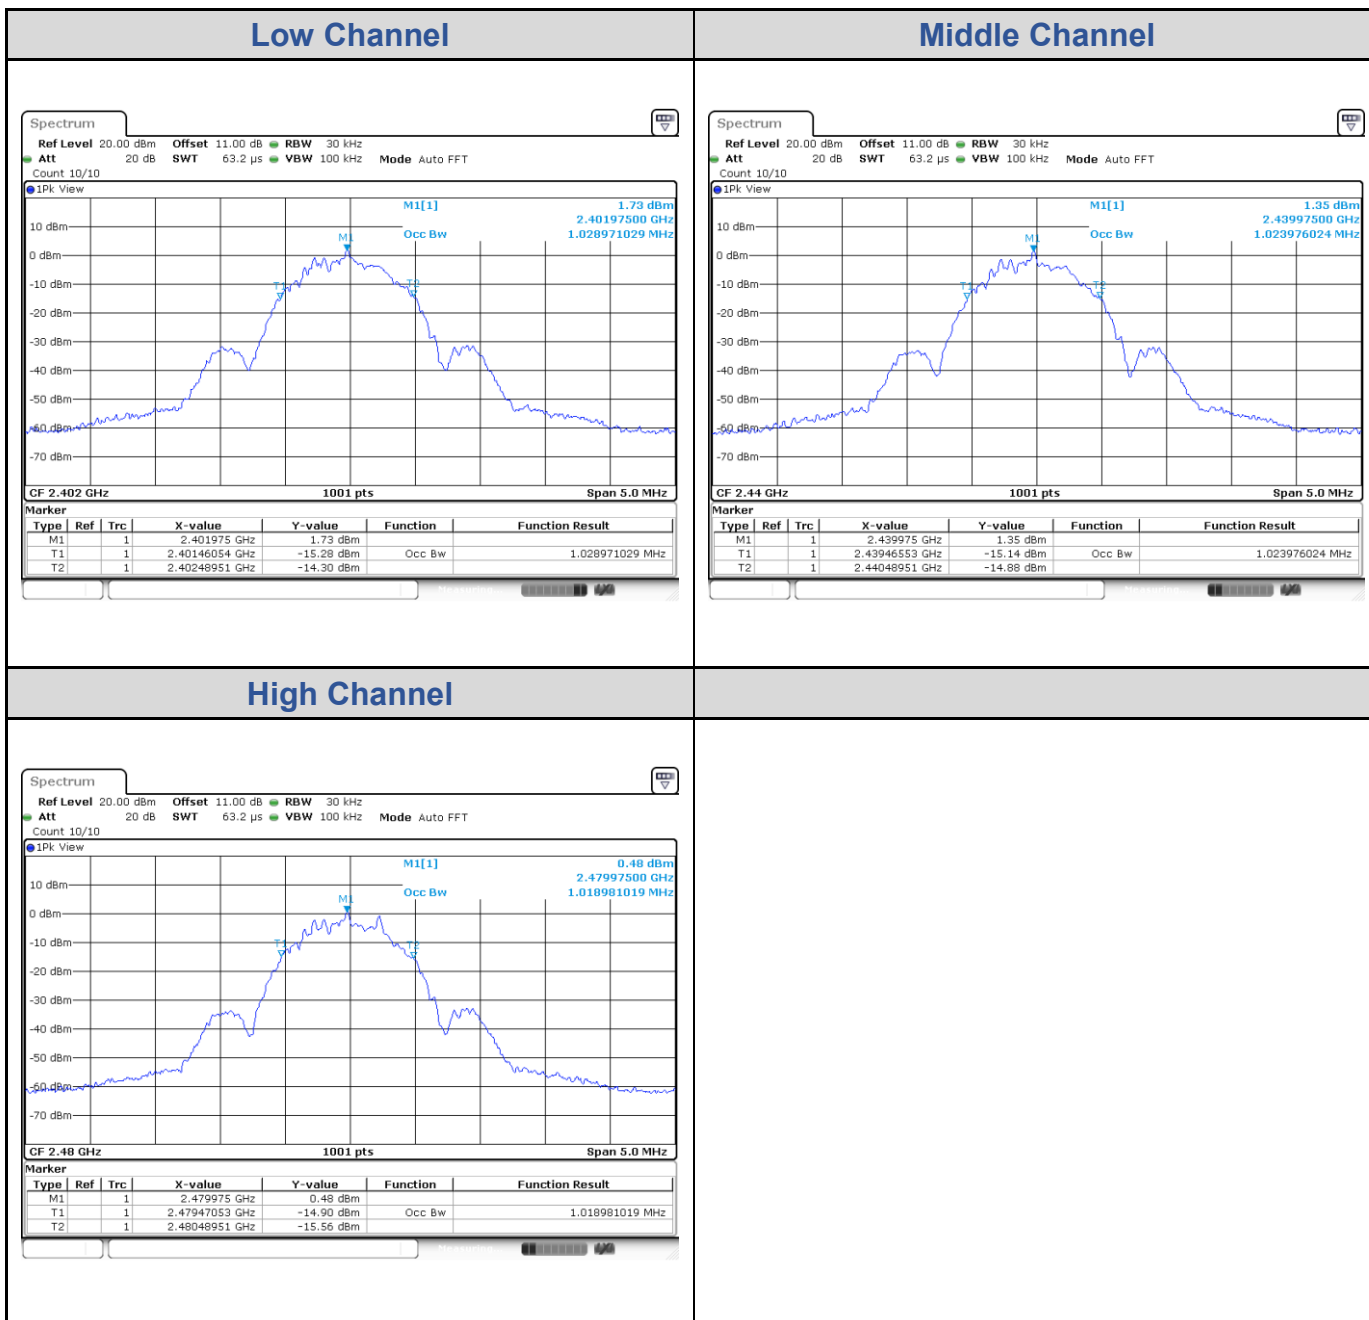 Low Channel
Middle Channel
Spectrum
Ref Level 20.00 dBm Offset 11.00 dB RBW 30 kHz
Att 20 dB SWT 63.2 µs VBW 100 kHz Mode Auto FFT
Count 10/10
1Pk View
M1[1] 1.73 dBm
2.40197500 GHz
Occ Bw 1.028971029 MHz
10 dBm
M1
0 dBm
T1
T2
-10 dBm
-20 dBm
-30 dBm
-40 dBm
-50 dBm
-60 dBm
-70 dBm
CF 2.402 GHz 1001 pts Span 5.0 MHz
Marker
Type Ref Trc X-value Y-value Function Function Result
M1 1 2.401975 GHz 1.73 dBm
T1 1 2.40146054 GHz -15.28 dBm Occ Bw 1.028971029 MHz
T2 1 2.40248951 GHz -14.30 dBm
Measuring
Spectrum
Ref Level 20.00 dBm Offset 11.00 dB RBW 30 kHz
Att 20 dB SWT 63.2 µs VBW 100 kHz Mode Auto FFT
Count 10/10
1Pk View
M1[1] 1.35 dBm
2.43997500 GHz
Occ Bw 1.023976024 MHz
10 dBm
M1
0 dBm
T1
T2
-10 dBm
-20 dBm
-30 dBm
-40 dBm
-50 dBm
-60 dBm
-70 dBm
CF 2.44 GHz 1001 pts Span 5.0 MHz
Marker
Type Ref Trc X-value Y-value Function Function Result
M1 1 2.439975 GHz 1.35 dBm
T1 1 2.43946553 GHz -15.14 dBm Occ Bw 1.023976024 MHz
T2 1 2.44048951 GHz -14.88 dBm
Measuring
High Channel
Spectrum
Ref Level 20.00 dBm Offset 11.00 dB RBW 30 kHz
Att 20 dB SWT 63.2 µs VBW 100 kHz Mode Auto FFT
Count 10/10
1Pk View
M1[1] 0.48 dBm
2.47997500 GHz
Occ Bw 1.018981019 MHz
10 dBm
M1
0 dBm
T1
T2
-10 dBm
-20 dBm
-30 dBm
-40 dBm
-50 dBm
-60 dBm
-70 dBm
CF 2.48 GHz 1001 pts Span 5.0 MHz
Marker
Type Ref Trc X-value Y-value Function Function Result
M1 1 2.479975 GHz 0.48 dBm
T1 1 2.47947053 GHz -14.90 dBm Occ Bw 1.018981019 MHz
T2 1 2.48048951 GHz -15.56 dBm
Measuring